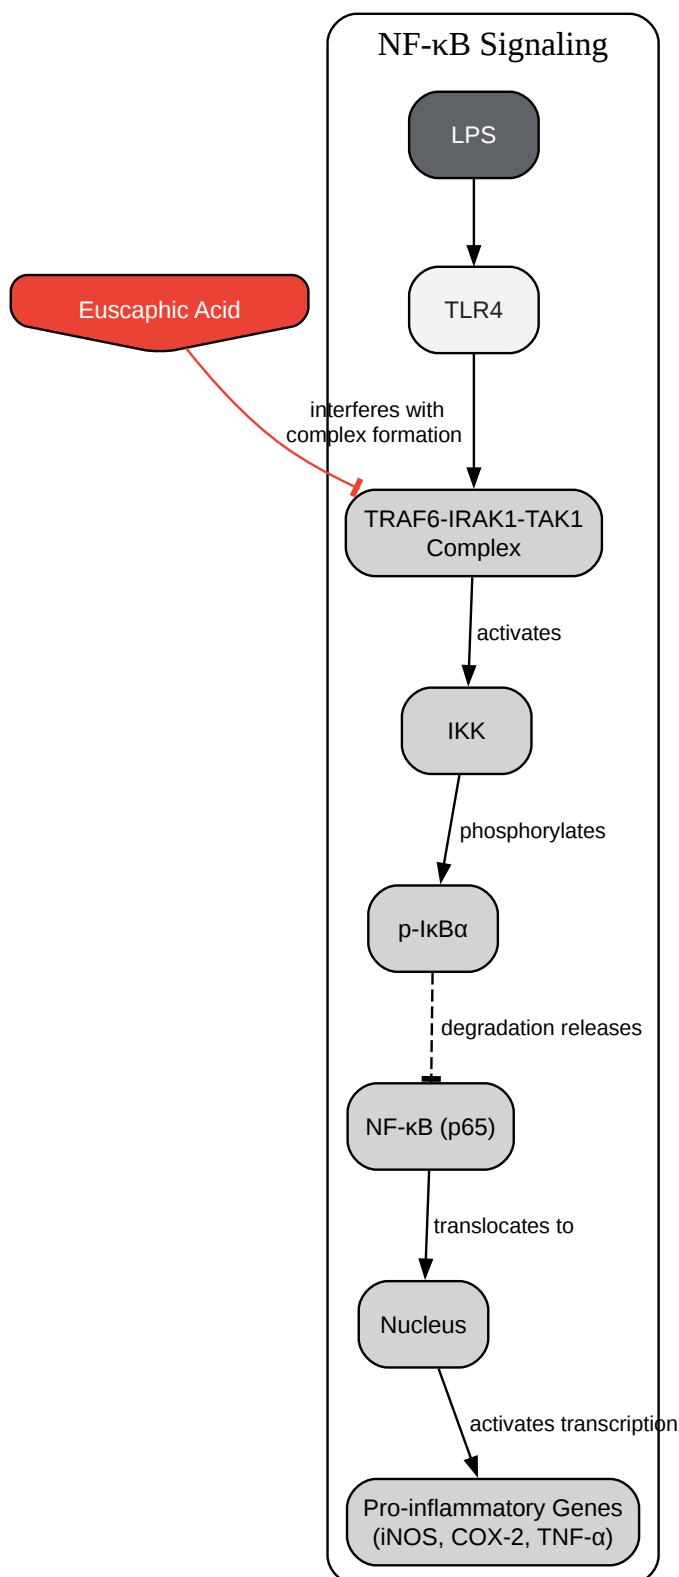 NF-κB Signaling
LPS
TLR4
Euscaphic Acid
interferes with
complex formation
TRAF6-IRAK1-TAK1
Complex
activates
IKK
phosphorylates
p-IκBα
degradation releases
NF-κB (p65)
translocates to
Nucleus
activates transcription
Pro-inflammatory Genes
(iNOS, COX-2, TNF-α)